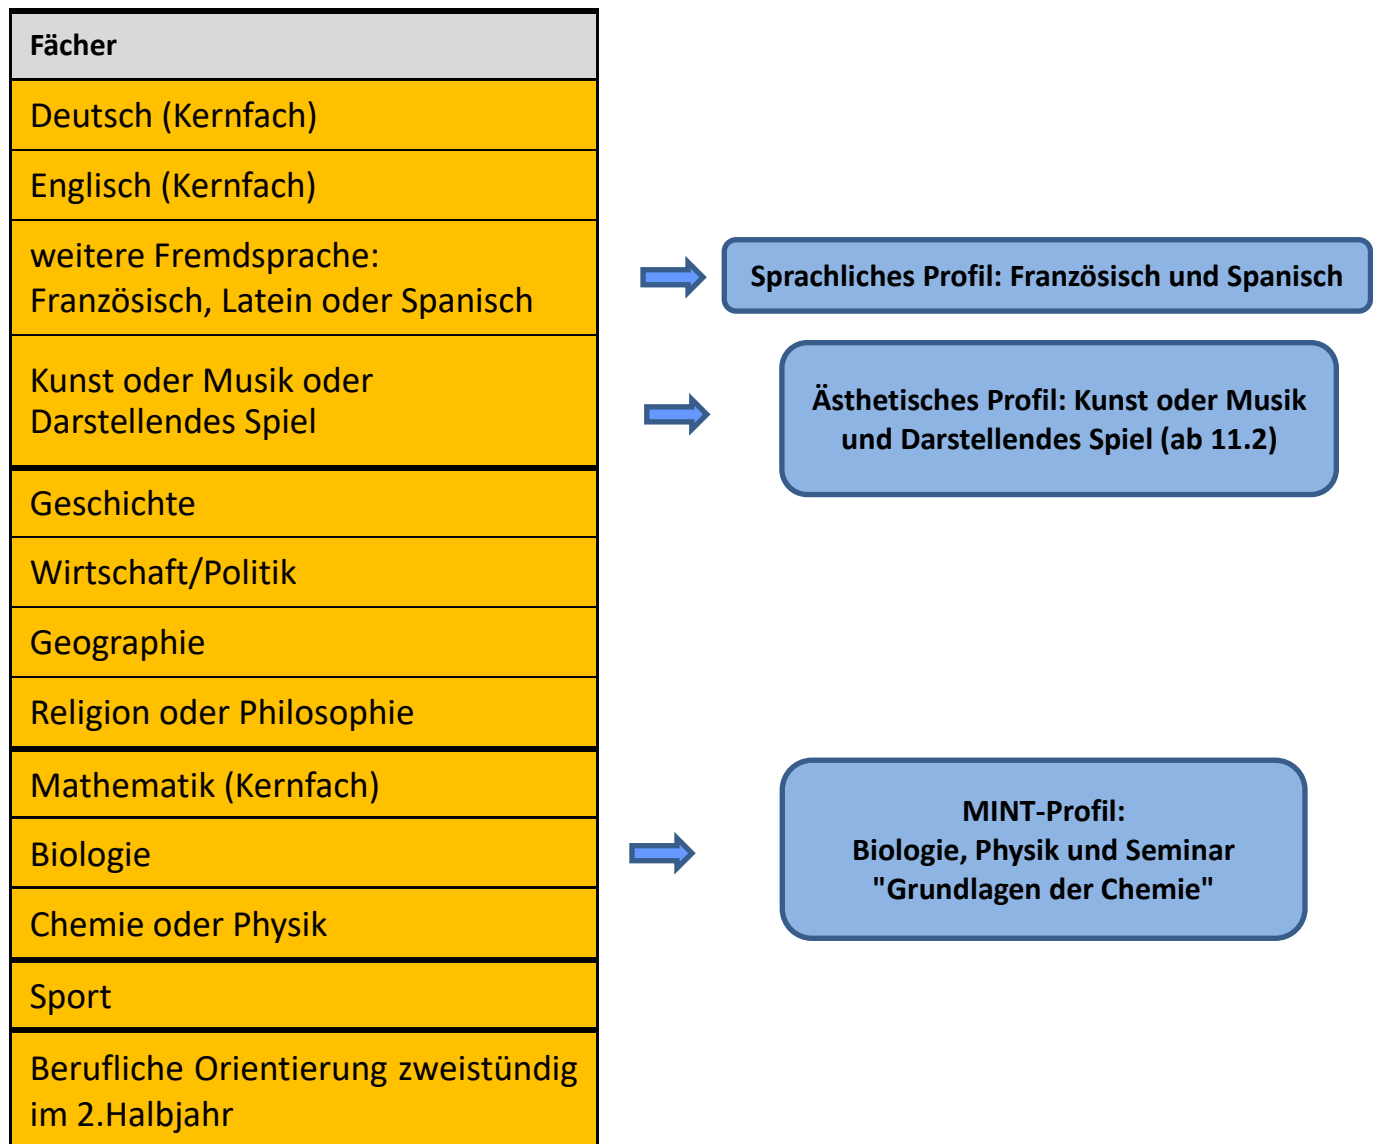 Fächer
Deutsch (Kernfach)
Englisch (Kernfach)
weitere Fremdsprache:
Französisch, Latein oder Spanisch
Sprachliches Profil: Französisch und Spanisch
Kunst oder Musik oder
Darstellendes Spiel
Ästhetisches Profil: Kunst oder Musik
und Darstellendes Spiel (ab 11.2)
Geschichte
Wirtschaft/Politik
Geographie
Religion oder Philosophie
Mathematik (Kernfach)
Biologie
Chemie oder Physik
MINT-Profil:
Biologie, Physik und Seminar
"Grundlagen der Chemie"
Sport
Berufliche Orientierung zweistündig
im 2.Halbjahr